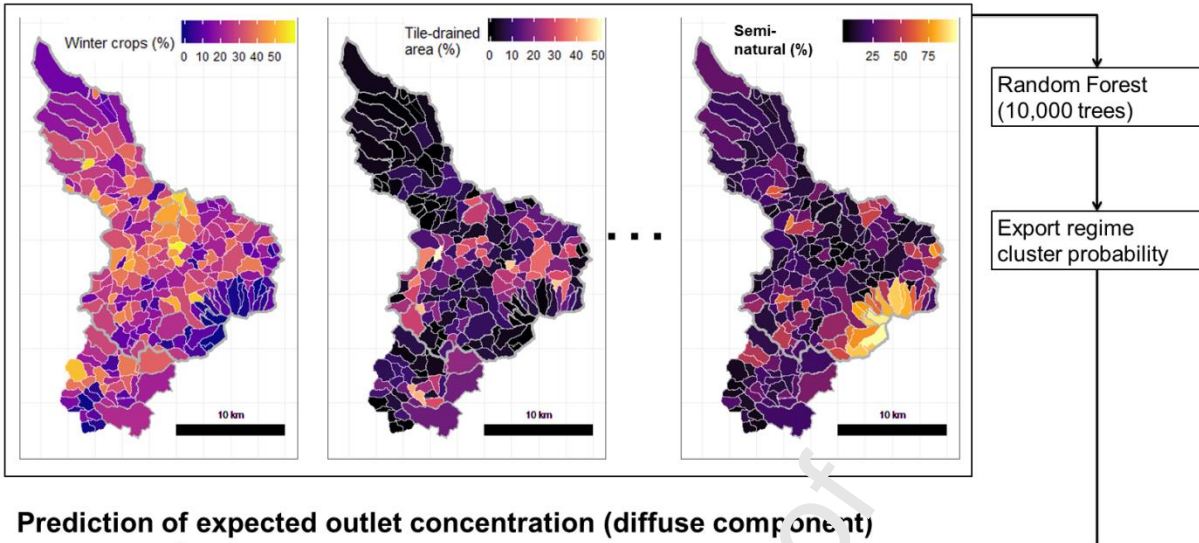 Winter crops (%)
0 10 20 30 40 50
Tile-drained
area (%)
0 10 20 30 40 50
Semi-
natural (%)
25 50 75
10 km
10 km
10 km
...
Random Forest
(10,000 trees)
Export regime
cluster probability
Prediction of expected outlet concentration (diffuse component)
of